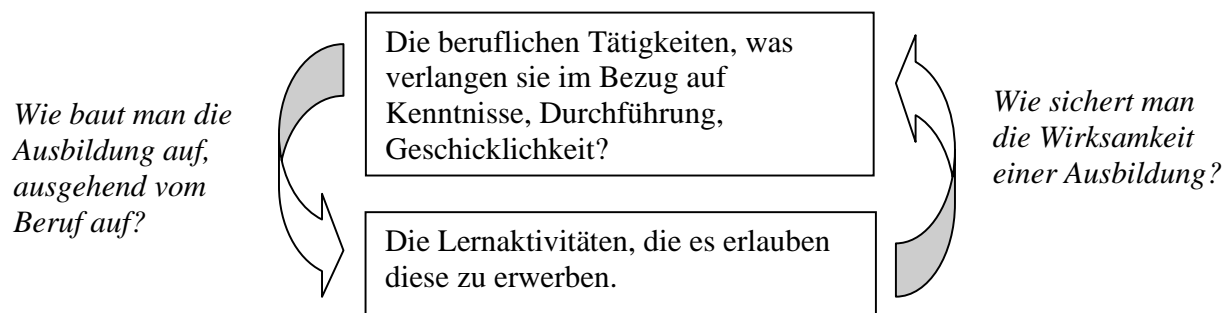 Wie baut man die
Ausbildung auf,
ausgehend vom
Beruf auf?
Die beruflichen Tätigkeiten, was
verlangen sie im Bezug auf
Kenntnisse, Durchführung,
Geschicklichkeit?
Die Lernaktivitäten, die es erlauben
diese zu erwerben.
Wie sichert man
die Wirksamkeit
einer Ausbildung?